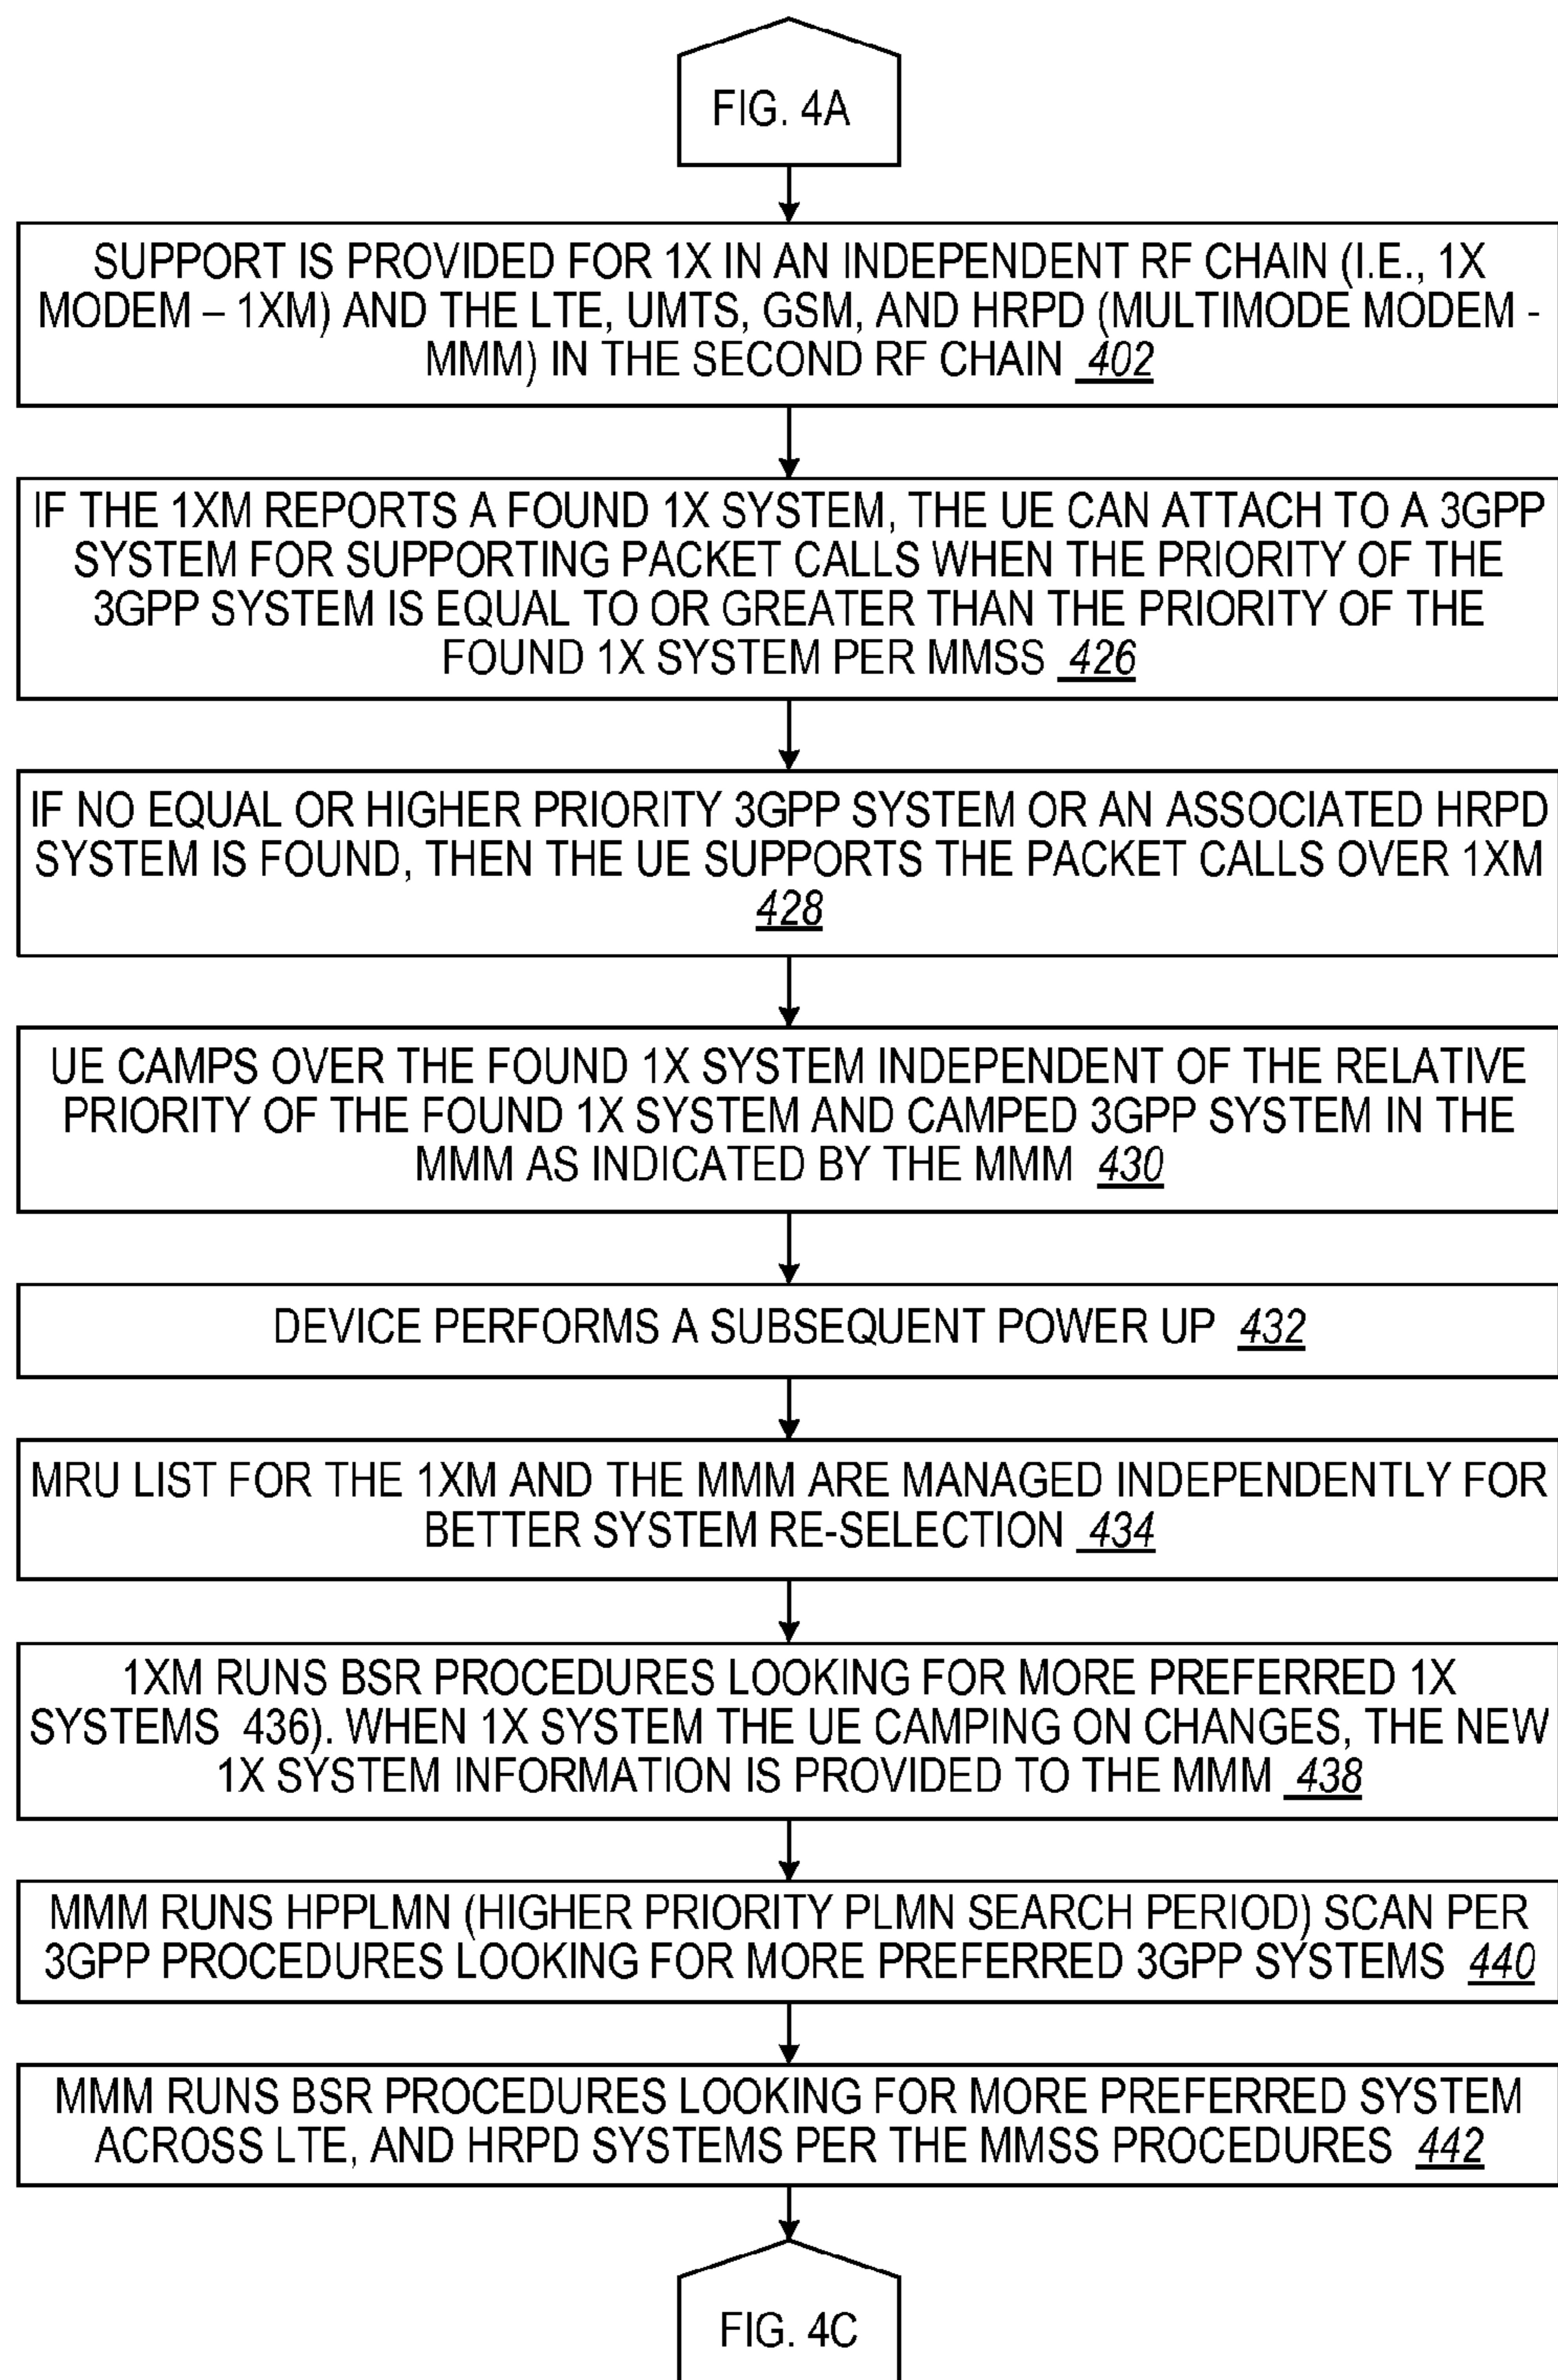 FIG. 4A
SUPPORT IS PROVIDED FOR 1X IN AN INDEPENDENT RF CHAIN (I.E., 1X
MODEM – 1XM) AND THE LTE, UMTS, GSM, AND HRPD (MULTIMODE MODEM -
MMM) IN THE SECOND RF CHAIN 402
IF THE 1XM REPORTS A FOUND 1X SYSTEM, THE UE CAN ATTACH TO A 3GPP
SYSTEM FOR SUPPORTING PACKET CALLS WHEN THE PRIORITY OF THE
3GPP SYSTEM IS EQUAL TO OR GREATER THAN THE PRIORITY OF THE
FOUND 1X SYSTEM PER MMSS 426
IF NO EQUAL OR HIGHER PRIORITY 3GPP SYSTEM OR AN ASSOCIATED HRPD
SYSTEM IS FOUND, THEN THE UE SUPPORTS THE PACKET CALLS OVER 1XM
428
UE CAMPS OVER THE FOUND 1X SYSTEM INDEPENDENT OF THE RELATIVE
PRIORITY OF THE FOUND 1X SYSTEM AND CAMPED 3GPP SYSTEM IN THE
MMM AS INDICATED BY THE MMM 430
DEVICE PERFORMS A SUBSEQUENT POWER UP 432
MRU LIST FOR THE 1XM AND THE MMM ARE MANAGED INDEPENDENTLY FOR
BETTER SYSTEM RE-SELECTION 434
1XM RUNS BSR PROCEDURES LOOKING FOR MORE PREFERRED 1X
SYSTEMS 436). WHEN 1X SYSTEM THE UE CAMPING ON CHANGES, THE NEW
1X SYSTEM INFORMATION IS PROVIDED TO THE MMM 438
MMM RUNS HPPLMN (HIGHER PRIORITY PLMN SEARCH PERIOD) SCAN PER
3GPP PROCEDURES LOOKING FOR MORE PREFERRED 3GPP SYSTEMS 440
MMM RUNS BSR PROCEDURES LOOKING FOR MORE PREFERRED SYSTEM
ACROSS LTE, AND HRPD SYSTEMS PER THE MMSS PROCEDURES 442
FIG. 4C